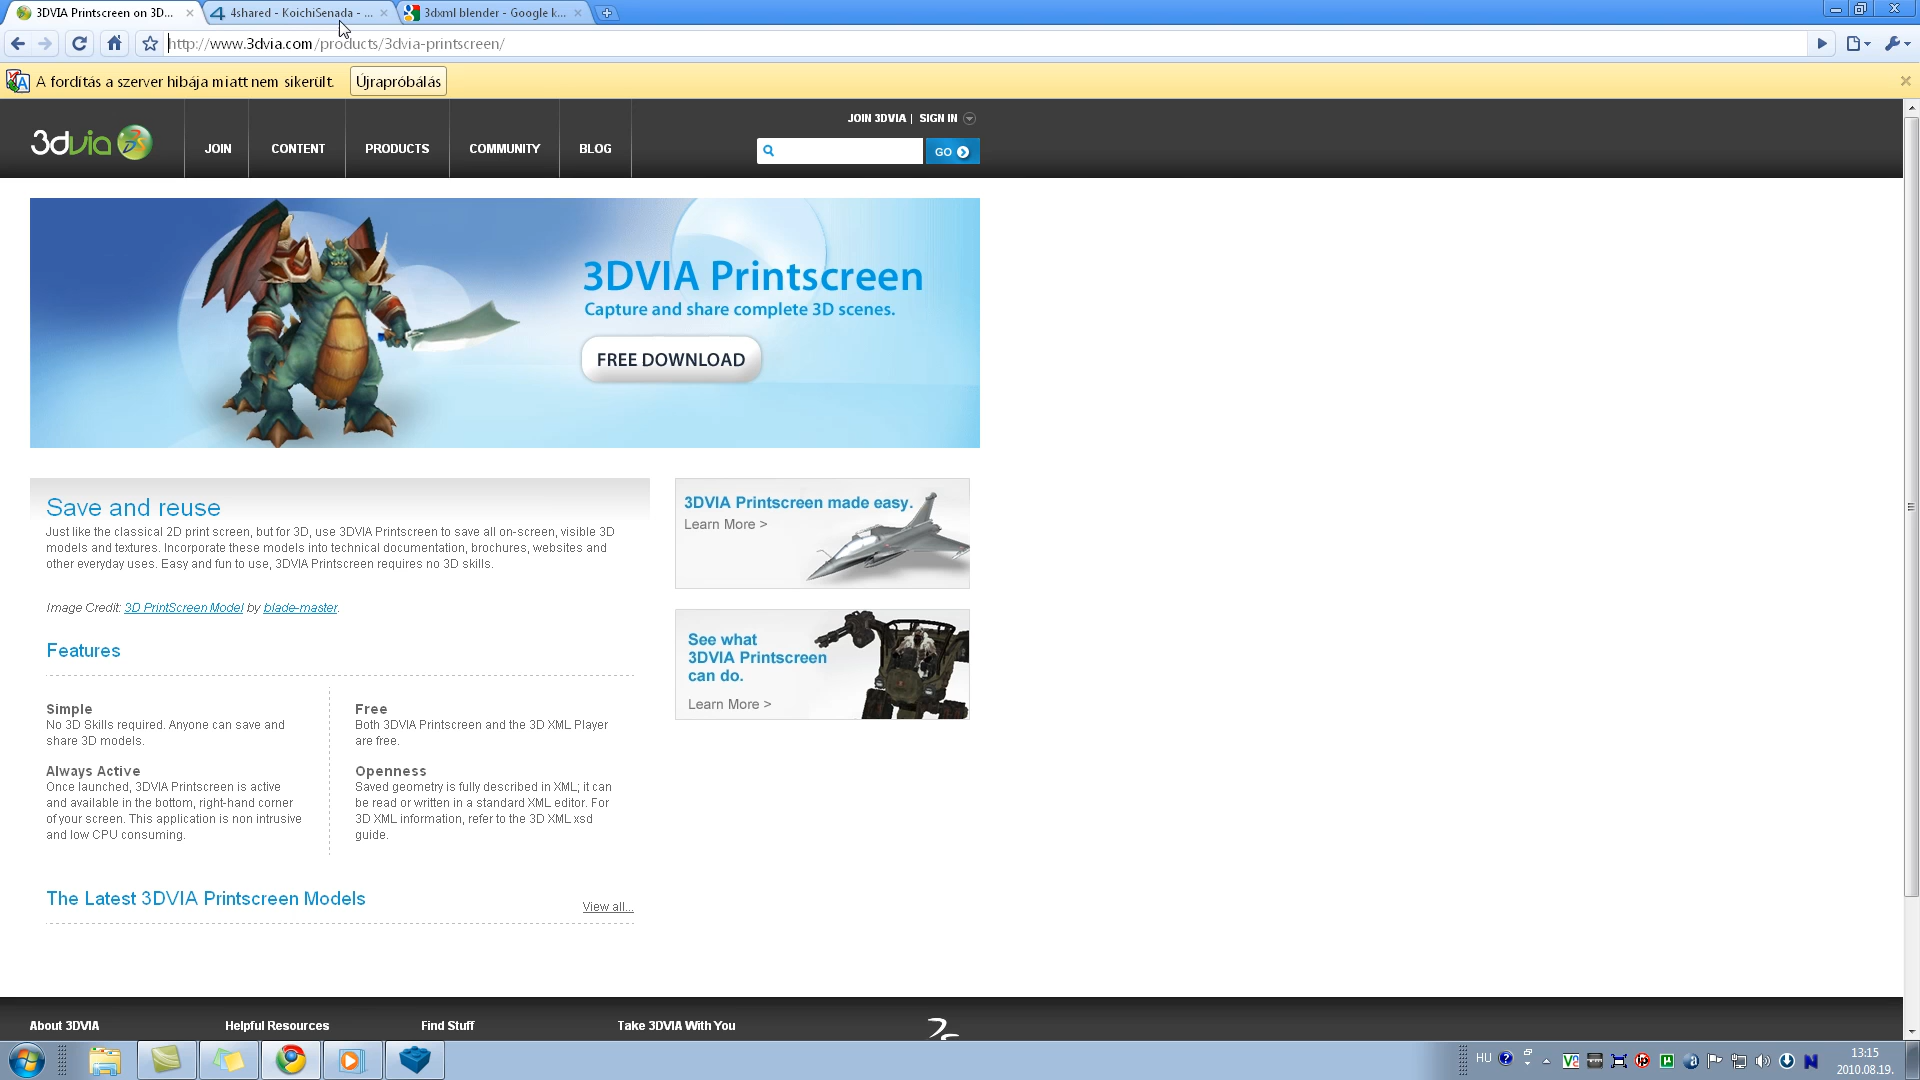 3DVIA Printscreen on 3D...
4shared - KoichiSenada - ...
3dxml blender - Google k...
http://www.3dvia.com/products/3dvia-printscreen/
A fordítás a szerver hibája miatt nem sikerült.
Újrapróbálás
JOIN 3DVIA | SIGN IN
3dvia
JOIN
CONTENT
PRODUCTS
COMMUNITY
BLOG
GO
3DVIA Printscreen
Capture and share complete 3D scenes.
FREE DOWNLOAD
Save and reuse
Just like the classical 2D print screen, but for 3D, use 3DVIA Printscreen to save all on-screen, visible 3D
models and textures. Incorporate these models into technical documentation, brochures, websites and
other everyday uses. Easy and fun to use, 3DVIA Printscreen requires no 3D skills.
Image Credit: 3D PrintScreen Model by blade-master.
3DVIA Printscreen made easy.
Learn More >
See what
3DVIA Printscreen
can do.
Learn More >
Features
Simple
No 3D Skills required. Anyone can save and
share 3D models.
Always Active
Once launched, 3DVIA Printscreen is active
and available in the bottom, right-hand corner
of your screen. This application is non intrusive
and low CPU consuming.
Free
Both 3DVIA Printscreen and the 3D XML Player
are free.
Openness
Saved geometry is fully described in XML; it can
be read or written in a standard XML editor. For
3D XML information, refer to the 3D XML xsd
guide.
The Latest 3DVIA Printscreen Models
View all...
About 3DVIA
Helpful Resources
Find Stuff
Take 3DVIA With You
HU
13:15
2010.08.19.